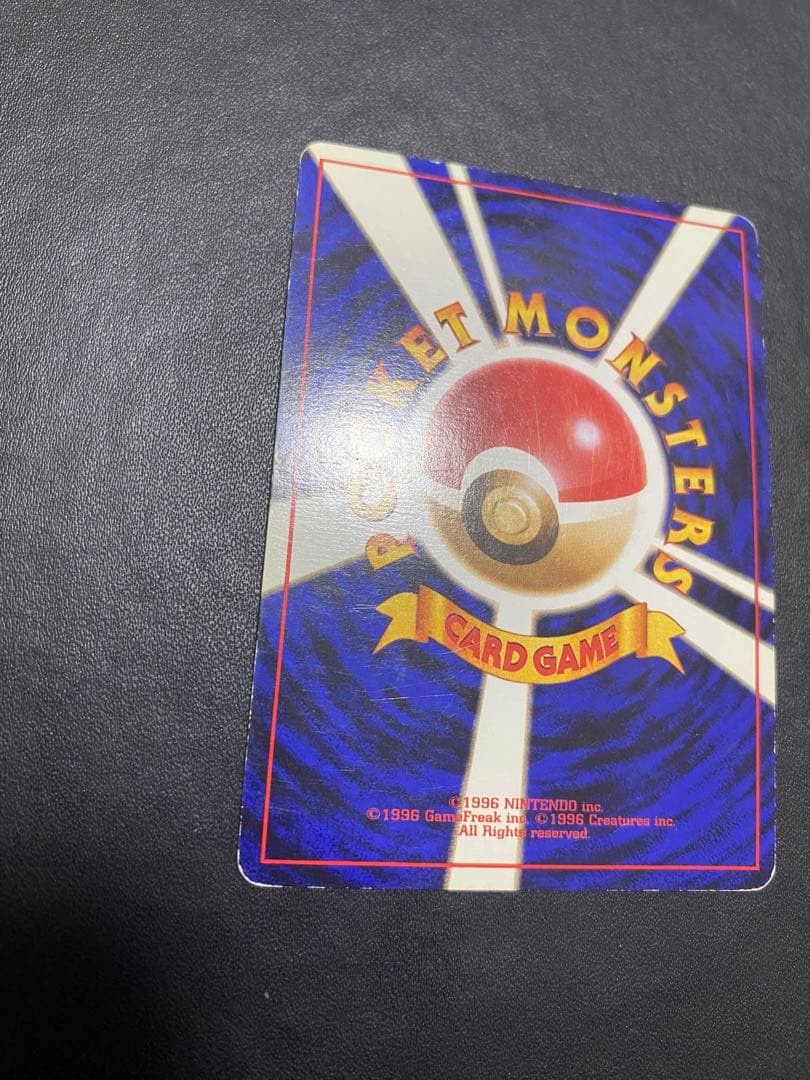 POCKET MONSTERS
CARD GAME
©1996 NINTENDO inc.
©1996 GameFreak inc. ©1996 Creatures inc.
All Rights reserved.